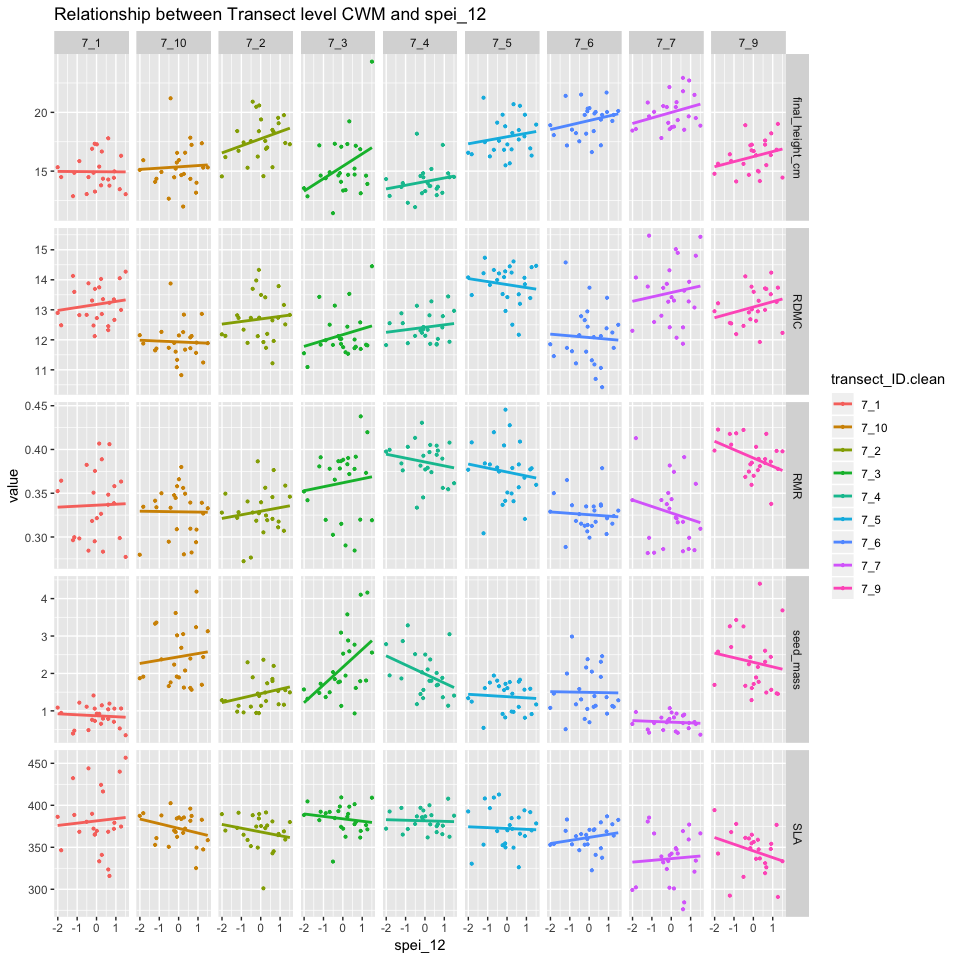 Relationship between Transect level CWM and spei_12
7_1 7_10 7_2 7_3 7_4 7_5 7_6 7_7 7_9
20
15
final_height_cm
15
14
13
12
11
RDMC
0.45
0.40
0.35
0.30
RMR
4
3
2
1
seed_mass
450
400
350
300
SLA
value
-2 -1 0 1 -2 -1 0 1 -2 -1 0 1 -2 -1 0 1 -2 -1 0 1 -2 -1 0 1 -2 -1 0 1 -2 -1 0 1 -2 -1 0 1
spei_12
transect_ID.clean
7_1
7_10
7_2
7_3
7_4
7_5
7_6
7_7
7_9